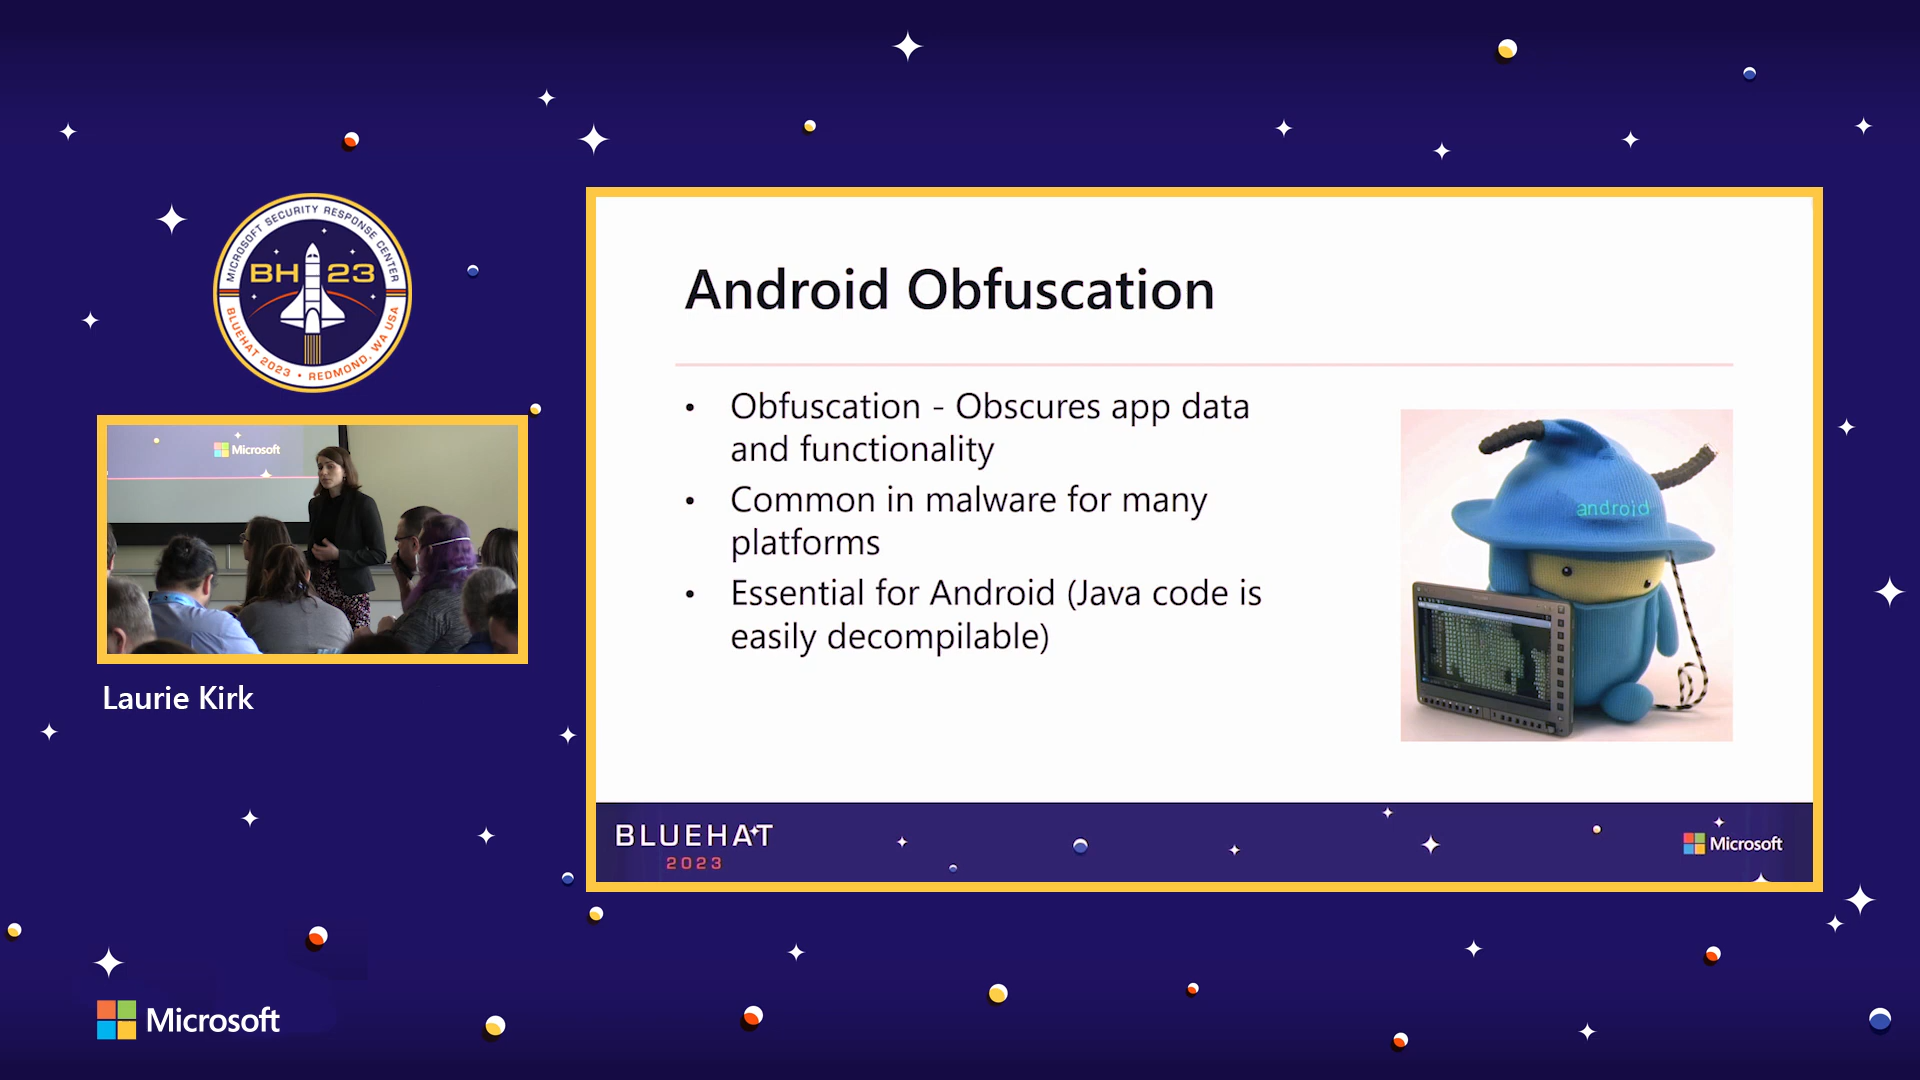 MICROSOFT SECURITY RESPONSE CENTER
BH 23
BLUEHAT 2023 • REDMOND, WA USA
Microsoft
Laurie Kirk
Android Obfuscation
• Obfuscation - Obscures app data
and functionality
• Common in malware for many
platforms
• Essential for Android (Java code is
easily decompilable)
android
BLUEHAT
2023
Microsoft
Microsoft